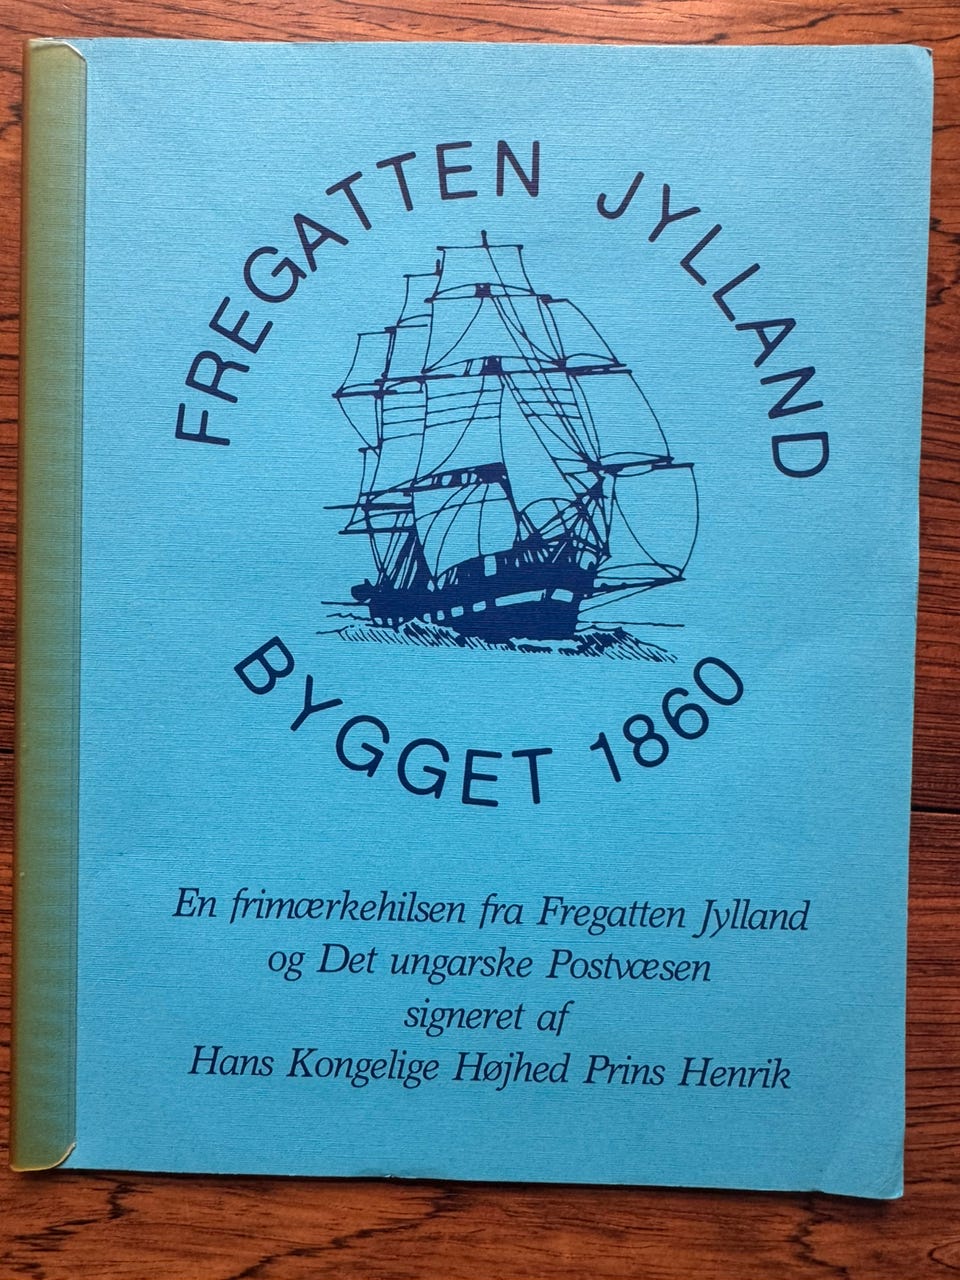 FREGATTEN JYLLAND
BYGGET 1860
En frimærkehilsen fra Fregatten Jylland
og Det ungarske Postvæsen
signeret af
Hans Kongelige Højhed Prins Henrik